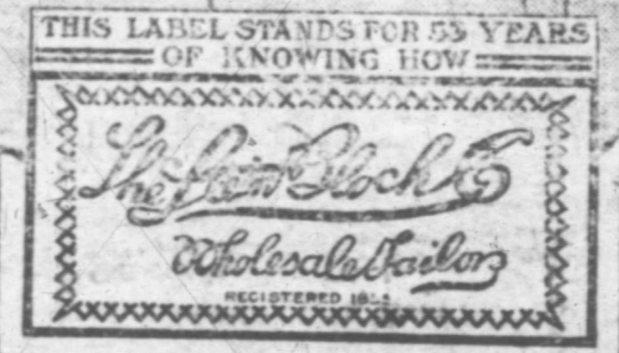 THIS LABEL STANDS FOR 53 YEARS
OF KNOWING HOW
The Stein Bloch Co
Wholesale Tailors
REGISTERED